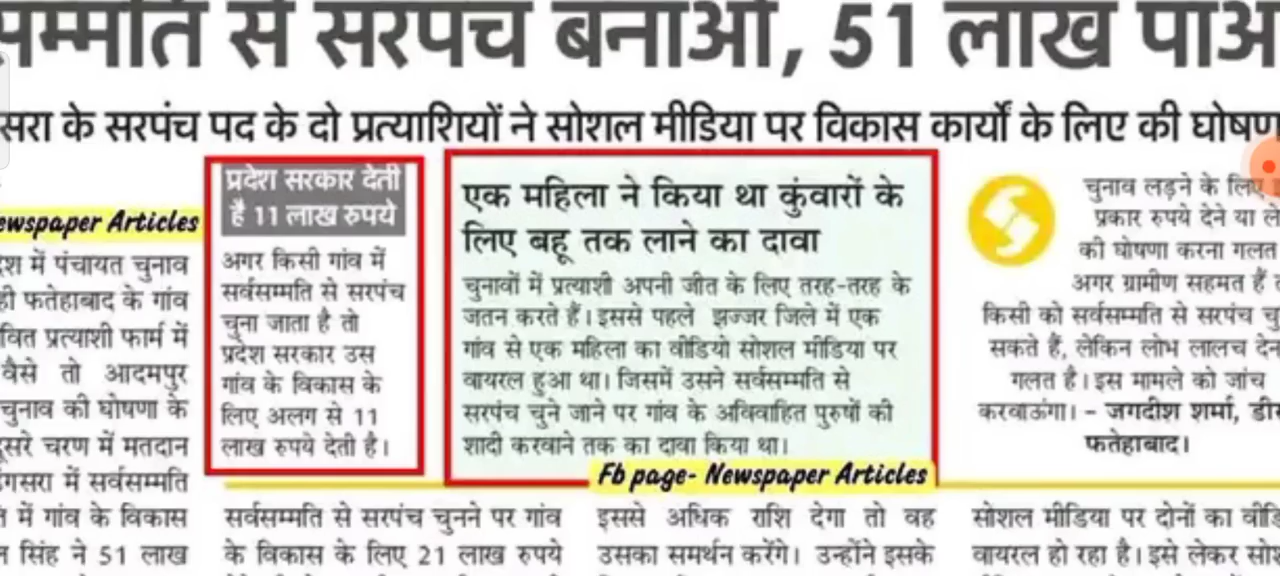 सम्मति से सरपंच बनाओ, 51 लाख पाओ
के सरपंच पद के दो प्रत्याशियों ने सोशल मीडिया पर विकास कार्यों के लिए की
Newspaper Articles
में पंचायत चुनाव
ही फतेहाबाद के गांव
प्रत्याशी फार्म में
वैसे तो आदमपुर
चुनाव की घोषणा के
दूसरे चरण में मतदान
में सर्वसम्मति
में गांव के विकास
सिंह ने 51 लाख
प्रदेश सरकार देती
है 11 लाख रुपये
अगर किसी गांव में
सर्वसम्मति से सरपंच
चुना जाता है तो
प्रदेश सरकार उस
गांव के विकास के
लिए अलग से 11
लाख रुपये देती है।
एक महिला ने किया था कुंवारों के
लिए बहू तक लाने का दावा
चुनावों में प्रत्याशी अपनी जीत के लिए तरह-तरह के
जतन करते हैं। इससे पहले झज्जर जिले में एक
गांव से एक महिला का वीडियो सोशल मीडिया पर
वायरल हुआ था। जिसमें उसने सर्वसम्मति से
सरपंच चुने जाने पर गांव के अविवाहित पुरुषों की
शादी करवाने तक का दावा किया था।
Fb page- Newspaper Articles
चुनाव लड़ने के लिए
प्रकार रुपये देने या
की घोषणा करना गलत
अगर ग्रामीण सहमत हैं
किसी को सर्वसम्मति से सरपंच
सकते हैं, लेकिन लोभ लालच
गलत है। इस मामले को जांच
करवाऊंगा। – जगदीश शर्मा,
फतेहाबाद।
सर्वसम्मति से सरपंच चुनने पर गांव
के विकास के लिए 21 लाख रुपये
इससे अधिक राशि देगा तो वह
उसका समर्थन करेंगे। उन्होंने इसके
सोशल मीडिया पर दोनों का
वायरल हो रहा है। इसे लेकर